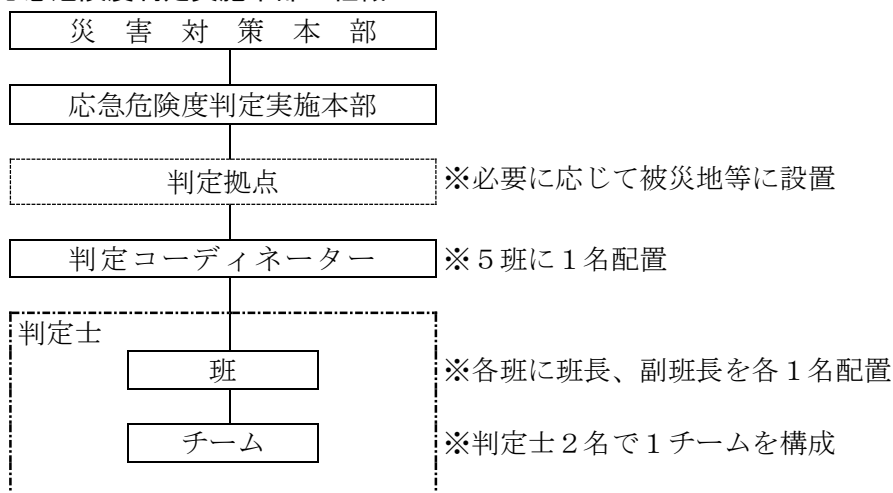 災害対策本部
応急危険度判定実施本部
判定拠点 ※必要に応じて被災地等に設置
判定コーディネーター ※５班に１名配置
判定士
班 ※各班に班長、副班長を各１名配置
チーム ※判定士２名で１チームを構成